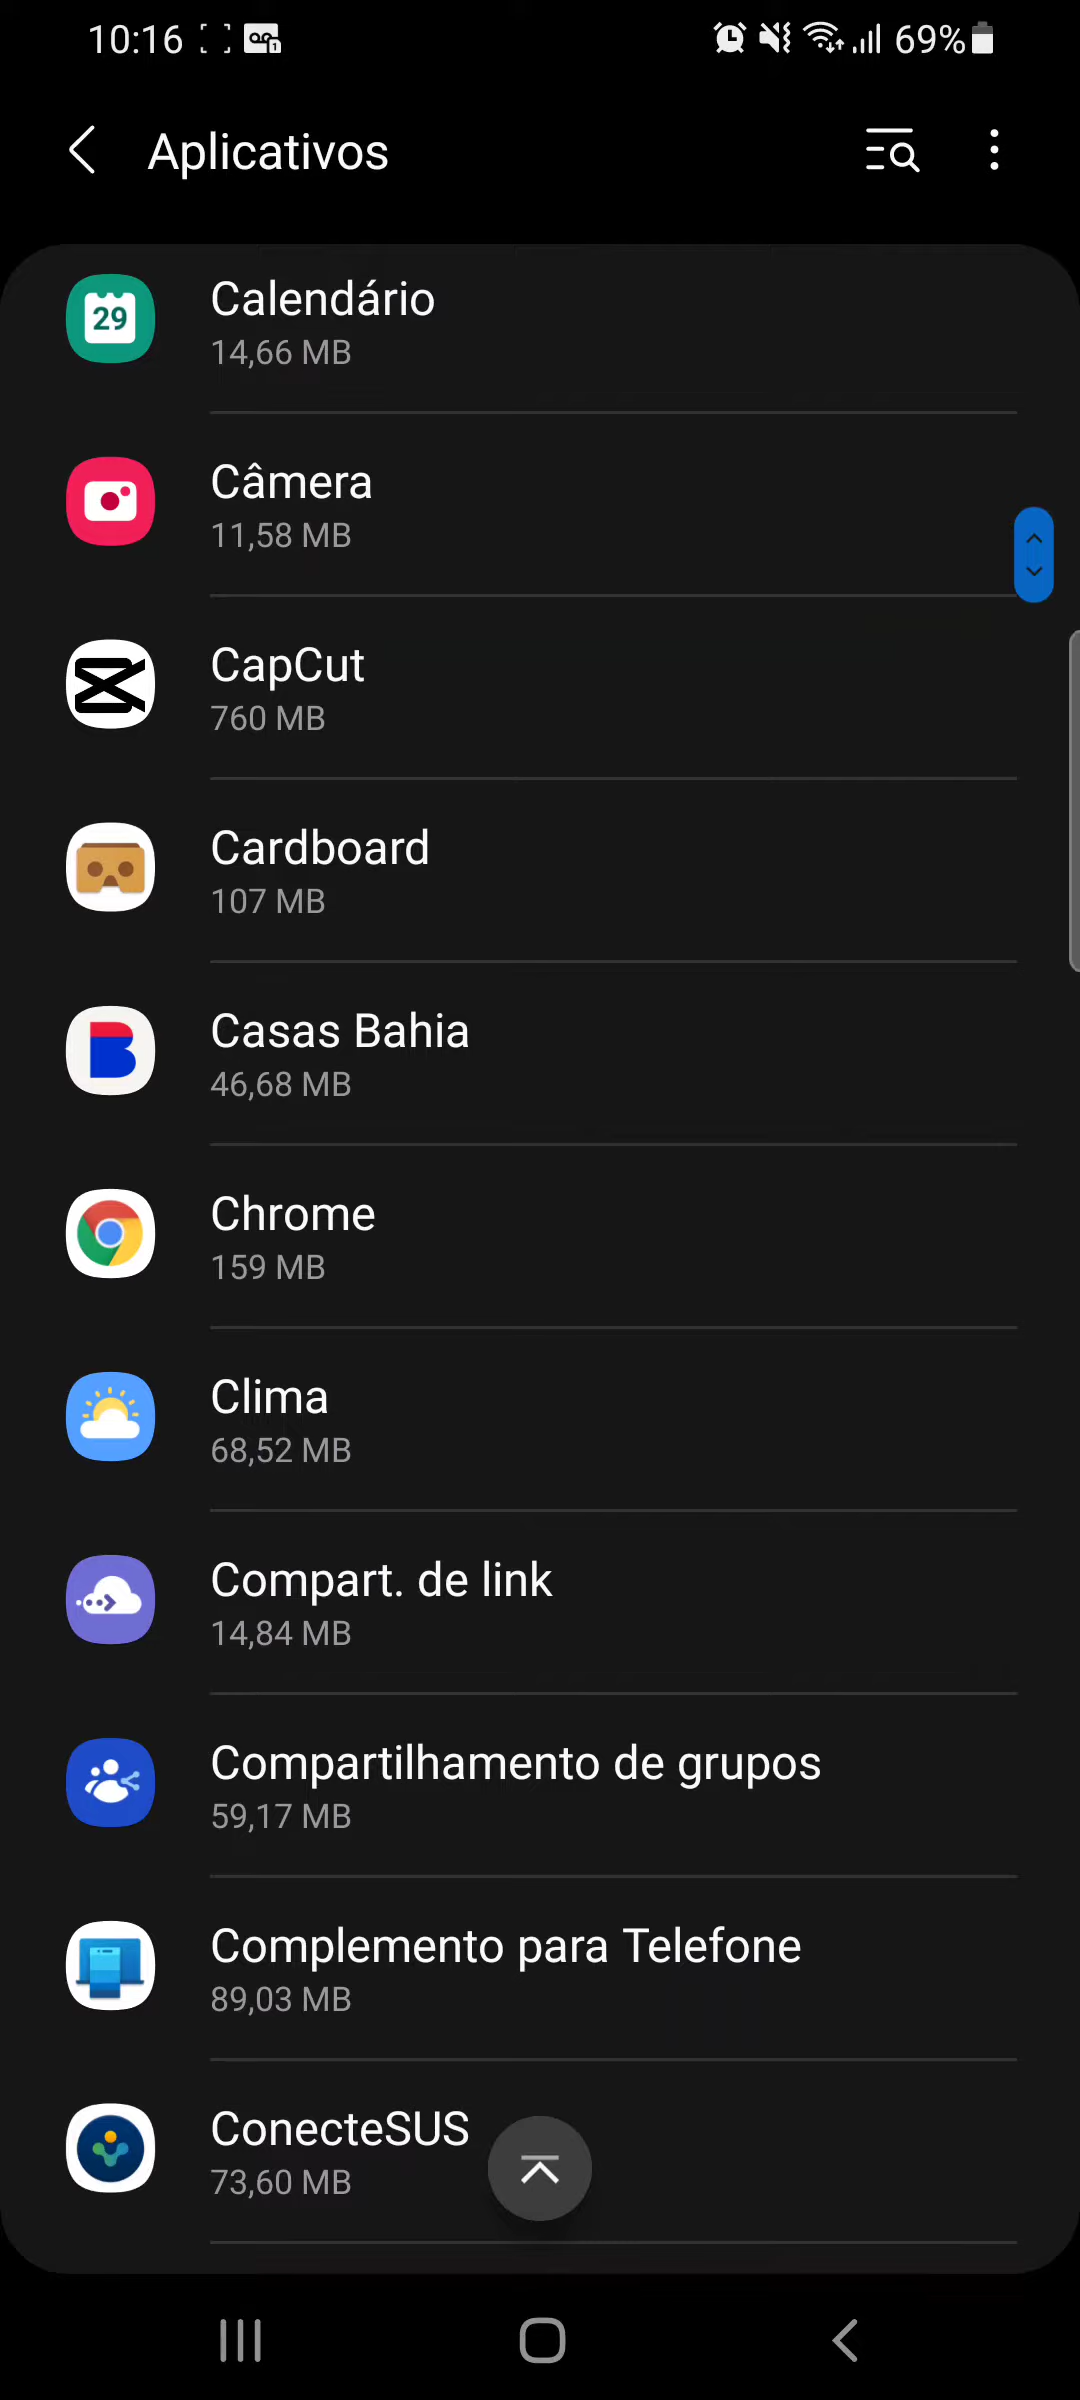 10:16 69%
Aplicativos
29
Calendário
14,66 MB
Câmera
11,58 MB
CapCut
760 MB
Cardboard
107 MB
Casas Bahia
46,68 MB
Chrome
159 MB
Clima
68,52 MB
Compart. de link
14,84 MB
Compartilhamento de grupos
59,17 MB
Complemento para Telefone
89,03 MB
ConecteSUS
73,60 MB